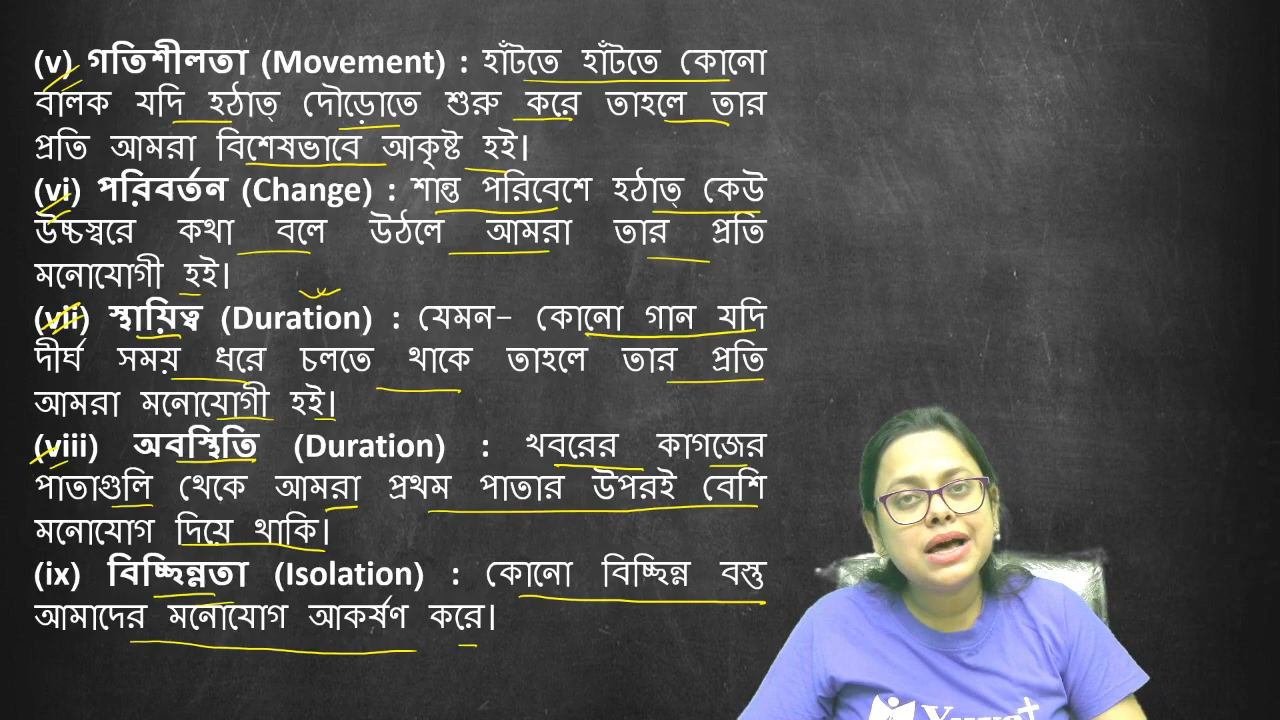 (v) গতিশীলতা (Movement) : হাঁটতে হাঁটতে কোনো
বালক যদি হঠাত্ দৌড়োতে শুরু করে তাহলে তার
প্রতি আমরা বিশেষভাবে আকৃষ্ট হই।
(vi) পরিবর্তন (Change) : শান্ত পরিবেশে হঠাত্ কেউ
উচ্চস্বরে কথা বলে উঠলে আমরা তার প্রতি
মনোযোগী হই।
(vii) স্থায়িত্ব (Duration) : যেমন– কোনো গান যদি
দীর্ঘ সময় ধরে চলতে থাকে তাহলে তার প্রতি
আমরা মনোযোগী হই।
(viii) অবস্থিতি (Duration) : খবরের কাগজের
পাতাগুলি থেকে আমরা প্রথম পাতার উপরই বেশি
মনোযোগ দিয়ে থাকি।
(ix) বিচ্ছিন্নতা (Isolation) : কোনো বিচ্ছিন্ন বস্তু
আমাদের মনোযোগ আকর্ষণ করে।